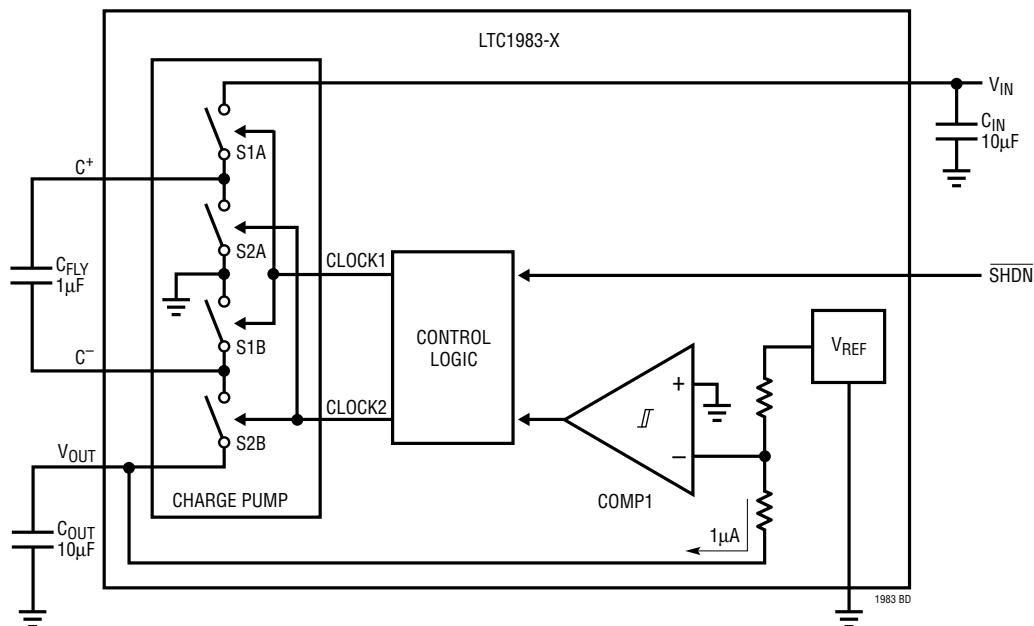 LTC1983-X
V_IN
C_IN
10µF
S1A
C⁺
S2A
CLOCK1
C_FLY
1µF
SHDN
CONTROL
LOGIC
V_REF
S1B
C⁻
+
CLOCK2
S2B
–
V_OUT
COMP1
CHARGE PUMP
1µA
C_OUT
10µF
1983 BD